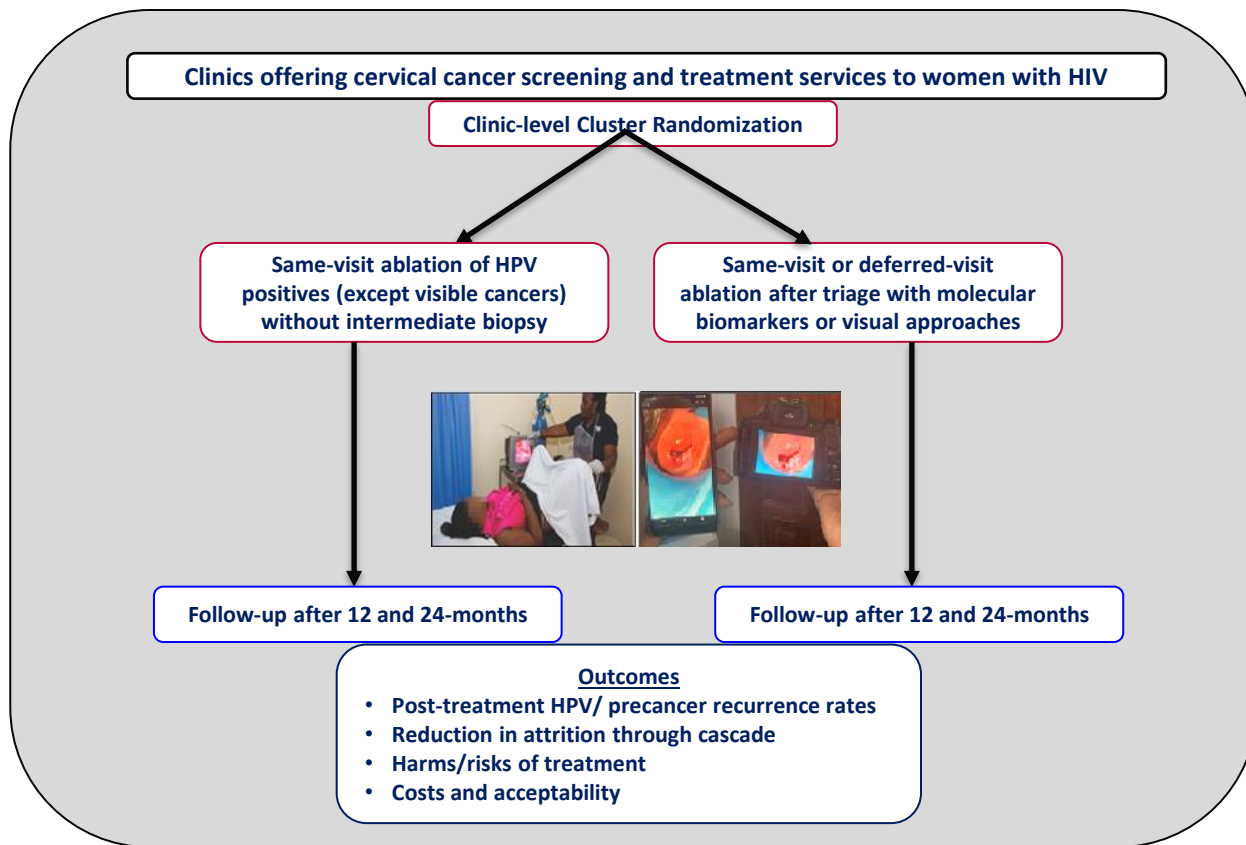 Clinics offering cervical cancer screening and treatment services to women with HIV
Clinic-level Cluster Randomization
Same-visit ablation of HPV
positives (except visible cancers)
without intermediate biopsy
Same-visit or deferred-visit
ablation after triage with molecular
biomarkers or visual approaches
Follow-up after 12 and 24-months
Follow-up after 12 and 24-months
Outcomes
• Post-treatment HPV/ precancer recurrence rates
• Reduction in attrition through cascade
• Harms/risks of treatment
• Costs and acceptability